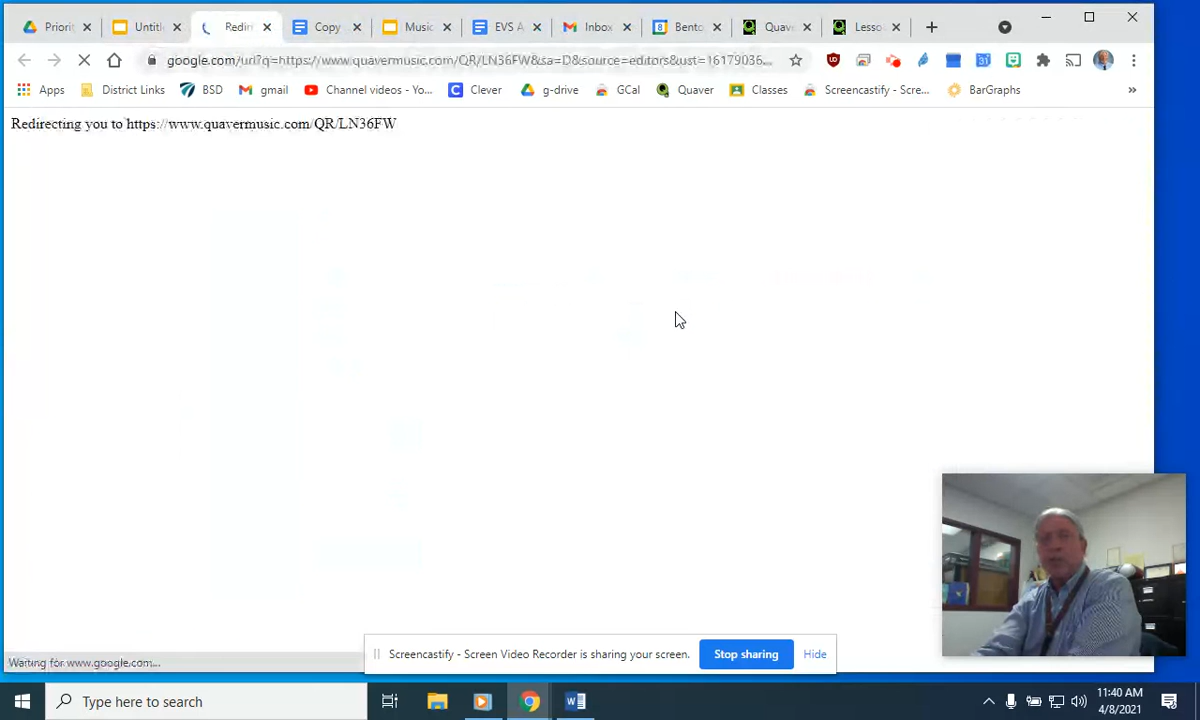 Priorit
Untitl
Redire
Copy
Music
EVS A
Inbox
Bento
Quave
Lesso
google.com/url?q=https://www.quavermusic.com/QR/LN36FW&sa=D&source=editors&ust=16179036...
Apps
District Links
BSD
gmail
Channel videos - Yo...
Clever
g-drive
GCal
Quaver
Classes
Screencastify - Scre...
BarGraphs
»
Redirecting you to https://www.quavermusic.com/QR/LN36FW
Waiting for www.google.com...
Screencastify - Screen Video Recorder is sharing your screen.
Stop sharing
Hide
Type here to search
11:40 AM
4/8/2021